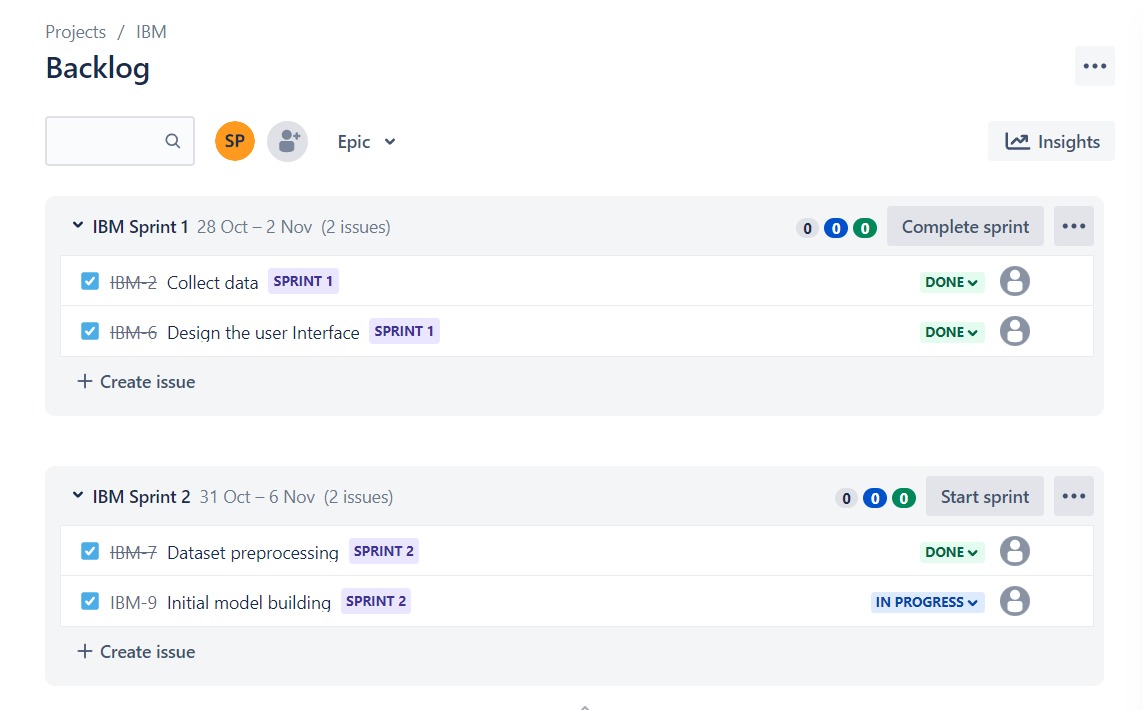 Projects / IBM
Backlog
SP Epic Insights
IBM Sprint 1 28 Oct – 2 Nov (2 issues) 0 0 0 Complete sprint
IBM-2 Collect data SPRINT 1 DONE
IBM-6 Design the user Interface SPRINT 1 DONE
+ Create issue
IBM Sprint 2 31 Oct – 6 Nov (2 issues) 0 0 0 Start sprint
IBM-7 Dataset preprocessing SPRINT 2 DONE
IBM-9 Initial model building SPRINT 2 IN PROGRESS
+ Create issue